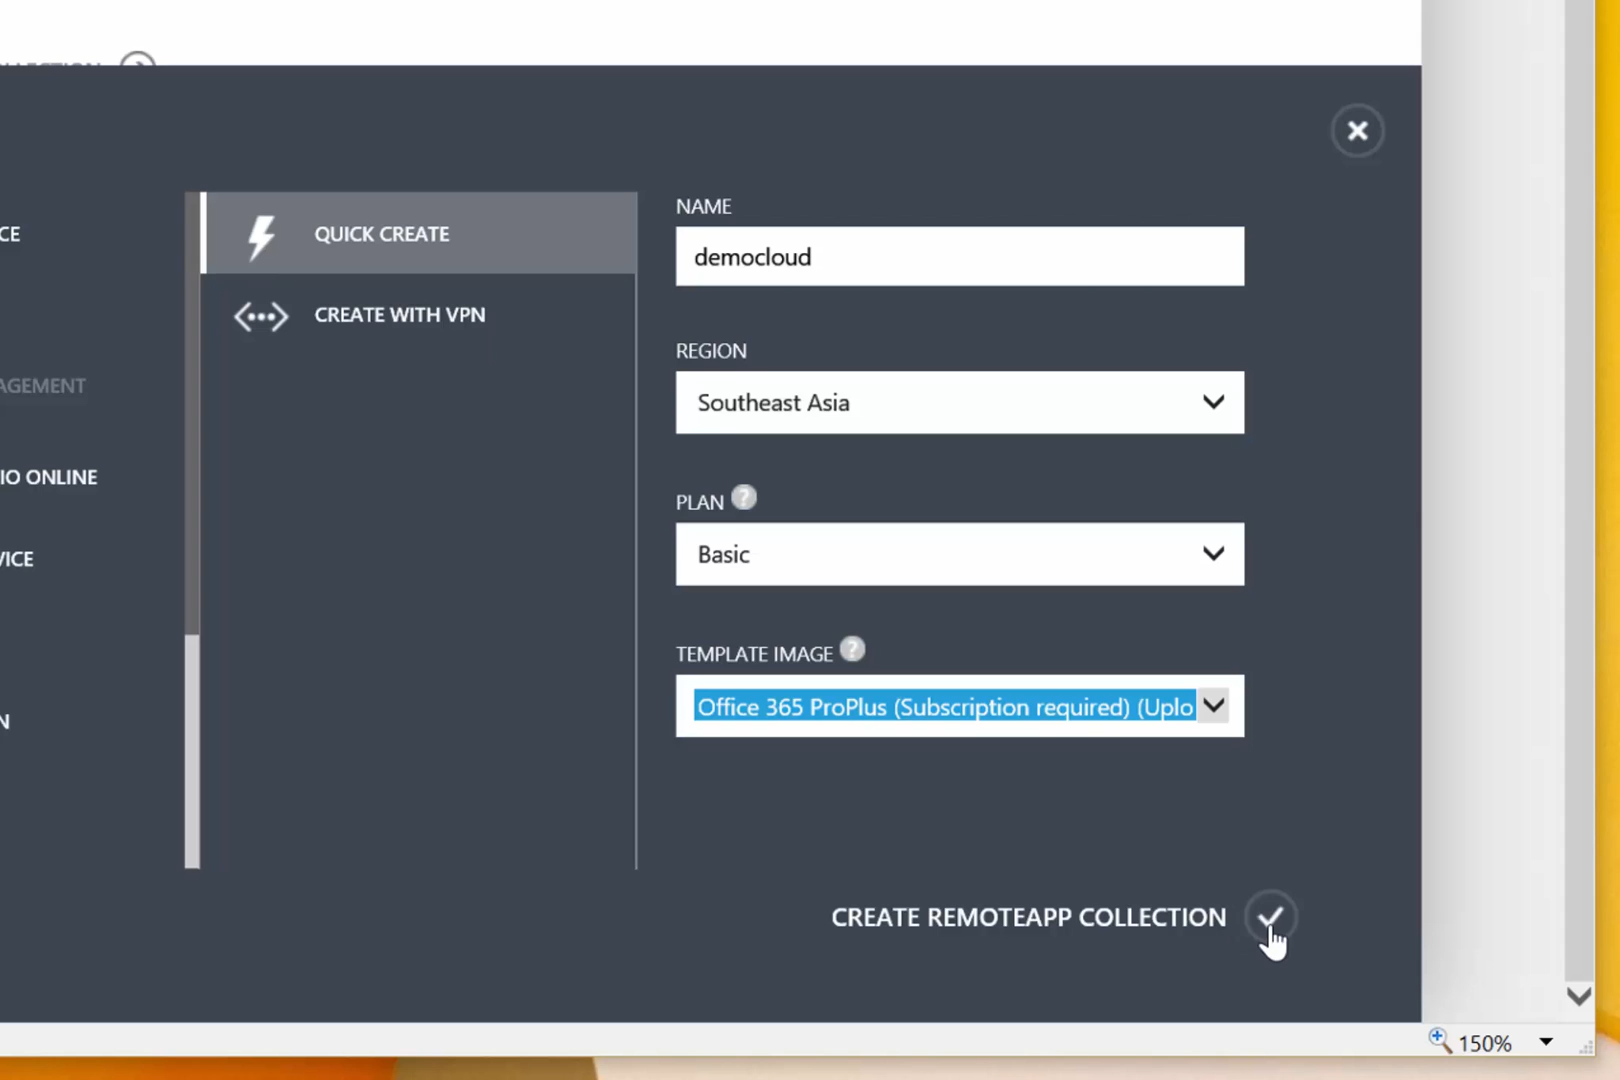 NAME
QUICK CREATE
democloud
CREATE WITH VPN
REGION
Southeast Asia
AGEMENT
IO ONLINE
PLAN ?
VICE
Basic
TEMPLATE IMAGE ?
Office 365 ProPlus (Subscription required) (Uplo
CE
N
CREATE REMOTEAPP COLLECTION
150%